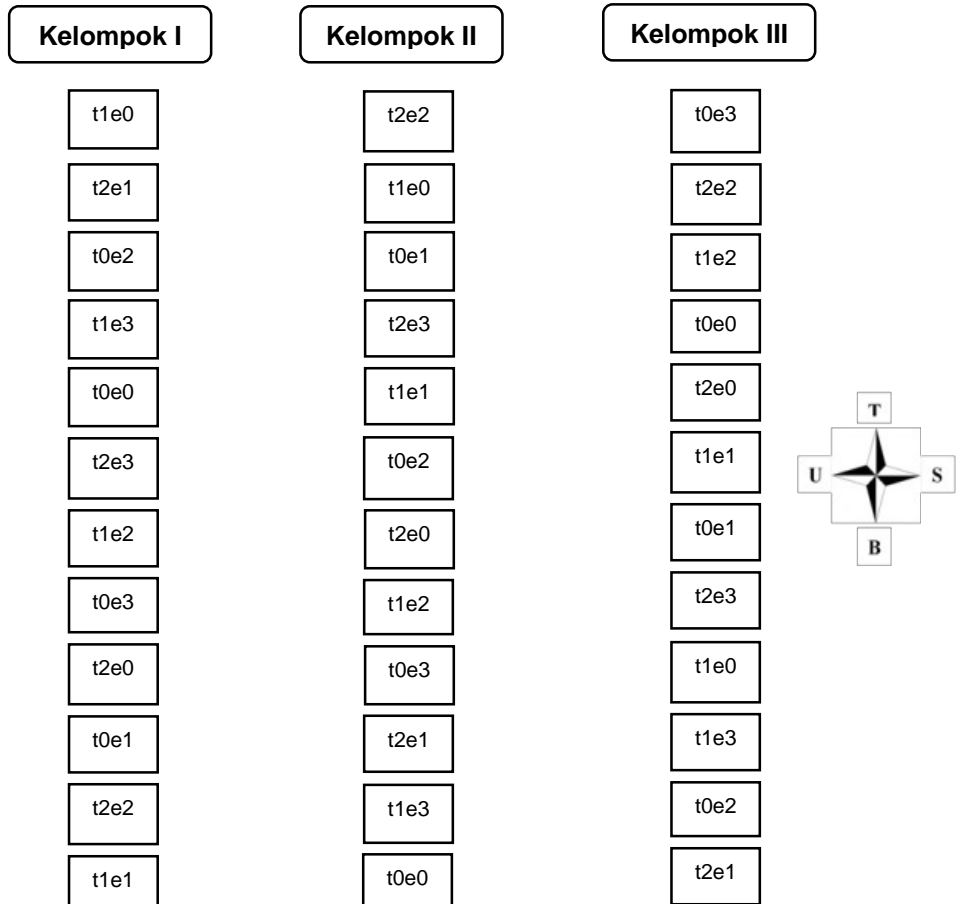 Kelompok I
t1e0
t2e1
t0e2
t1e3
t0e0
t2e3
t1e2
t0e3
t2e0
t0e1
t2e2
t1e1
Kelompok II
t2e2
t1e0
t0e1
t2e3
t1e1
t0e2
t2e0
t1e2
t0e3
t2e1
t1e3
t0e0
Kelompok III
t0e3
t2e2
t1e2
t0e0
t2e0
t1e1
t0e1
t2e3
t1e0
t1e3
t0e2
t2e1
T
U
S
B